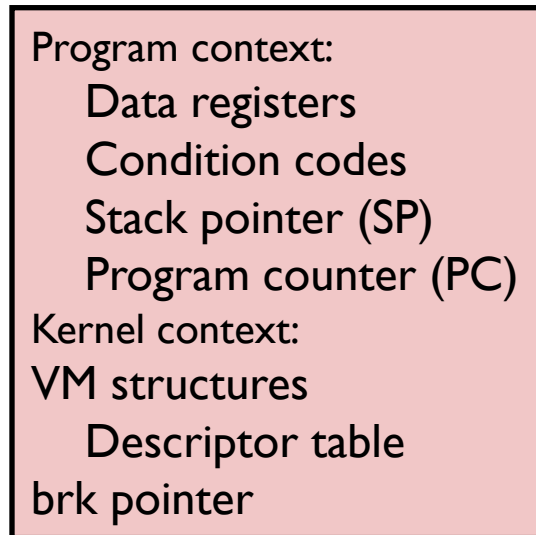 Program context:
Data registers
Condition codes
Stack pointer (SP)
Program counter (PC)
Kernel context:
VM structures
Descriptor table
brk pointer